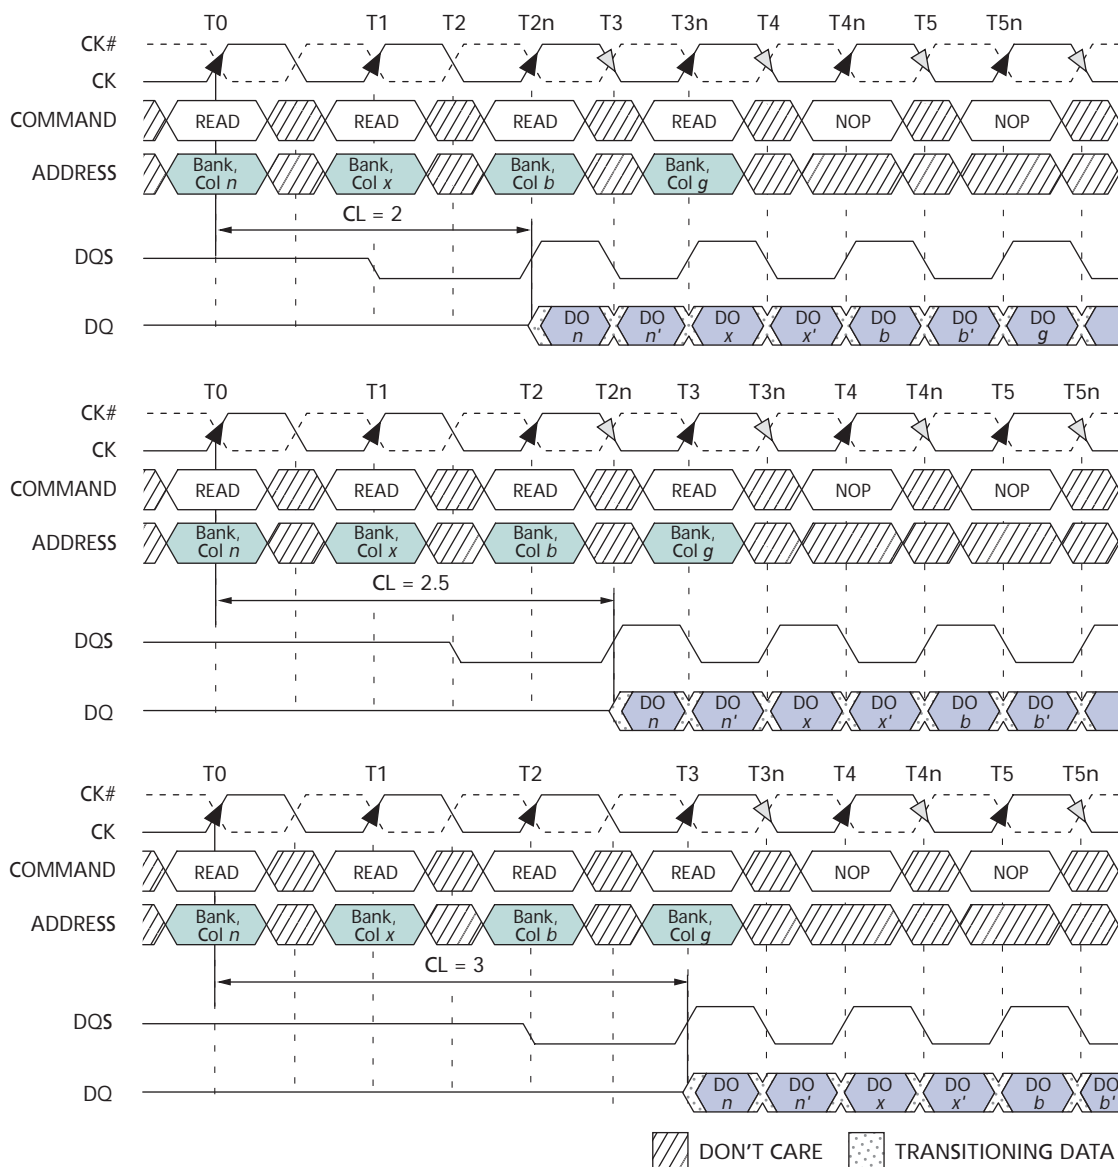 T0 T1 T2 T2n T3 T3n T4 T4n T5 T5n
CK#
CK
COMMAND READ READ READ READ NOP NOP
ADDRESS Bank, Col n Bank, Col x Bank, Col b Bank, Col g
CL = 2
DQS
DQ DO n DO n' DO x DO x' DO b DO b' DO g
T0 T1 T2 T2n T3 T3n T4 T4n T5 T5n
CK#
CK
COMMAND READ READ READ READ NOP NOP
ADDRESS Bank, Col n Bank, Col x Bank, Col b Bank, Col g
CL = 2.5
DQS
DQ DO n DO n' DO x DO x' DO b DO b'
T0 T1 T2 T3 T3n T4 T4n T5 T5n
CK#
CK
COMMAND READ READ READ READ NOP NOP
ADDRESS Bank, Col n Bank, Col x Bank, Col b Bank, Col g
CL = 3
DQS
DQ DO n DO n' DO x DO x' DO b DO b'
DON'T CARE TRANSITIONING DATA